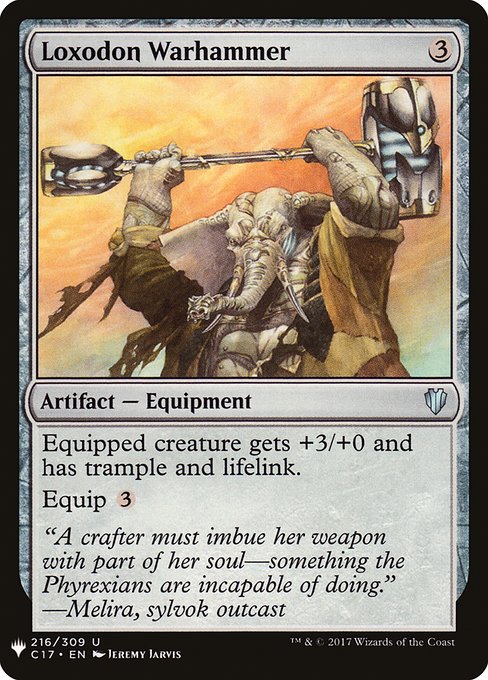 Loxodon Warhammer 3
Artifact — Equipment
Equipped creature gets +3/+0 and
has trample and lifelink.
Equip 3
“A crafter must imbue her weapon
with part of her soul—something the
Phyrexians are incapable of doing.”
—Melira, sylvok outcast
216/309 U
C17 • EN Jeremy Jarvis
™ & © 2017 Wizards of the Coast